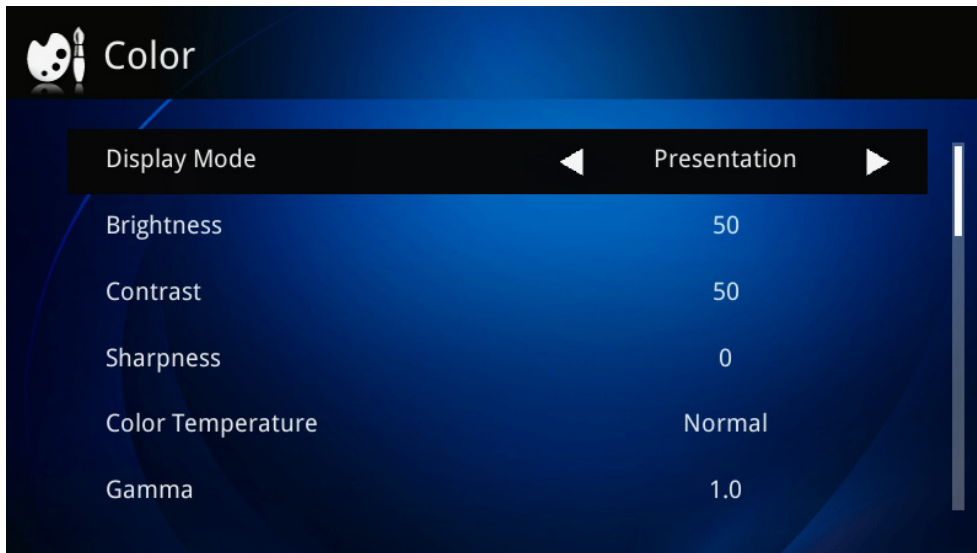 Color
Display Mode Presentation
Brightness 50
Contrast 50
Sharpness 0
Color Temperature Normal
Gamma 1.0